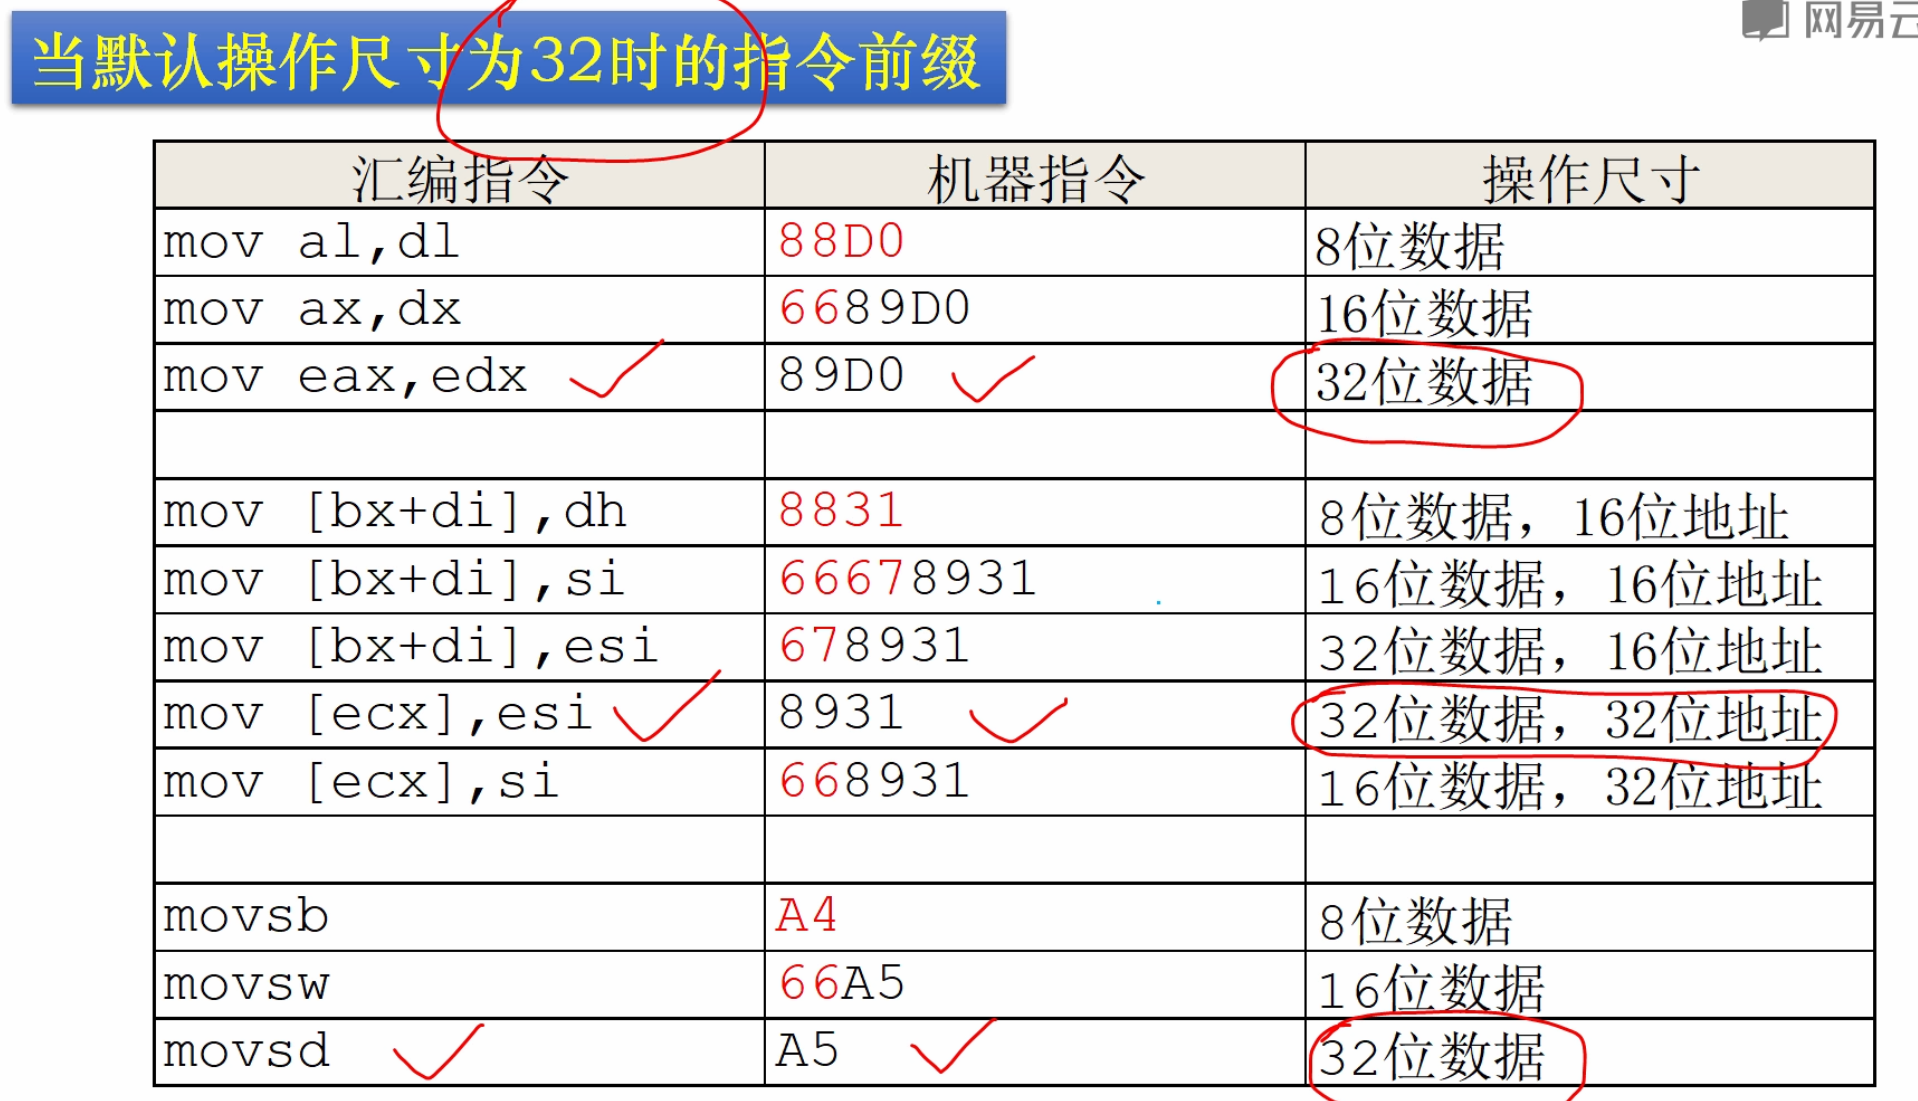 网易云
当默认操作尺寸为32时的指令前缀
汇编指令 机器指令 操作尺寸
mov al,dl 88D0 8位数据
mov ax,dx 6689D0 16位数据
mov eax,edx 89D0 32位数据
mov [bx+di],dh 8831 8位数据，16位地址
mov [bx+di],si 66678931 16位数据，16位地址
mov [bx+di],esi 678931 32位数据，16位地址
mov [ecx],esi 8931 32位数据，32位地址
mov [ecx],si 668931 16位数据，32位地址
movsb A4 8位数据
movsw 66A5 16位数据
movsd A5 32位数据